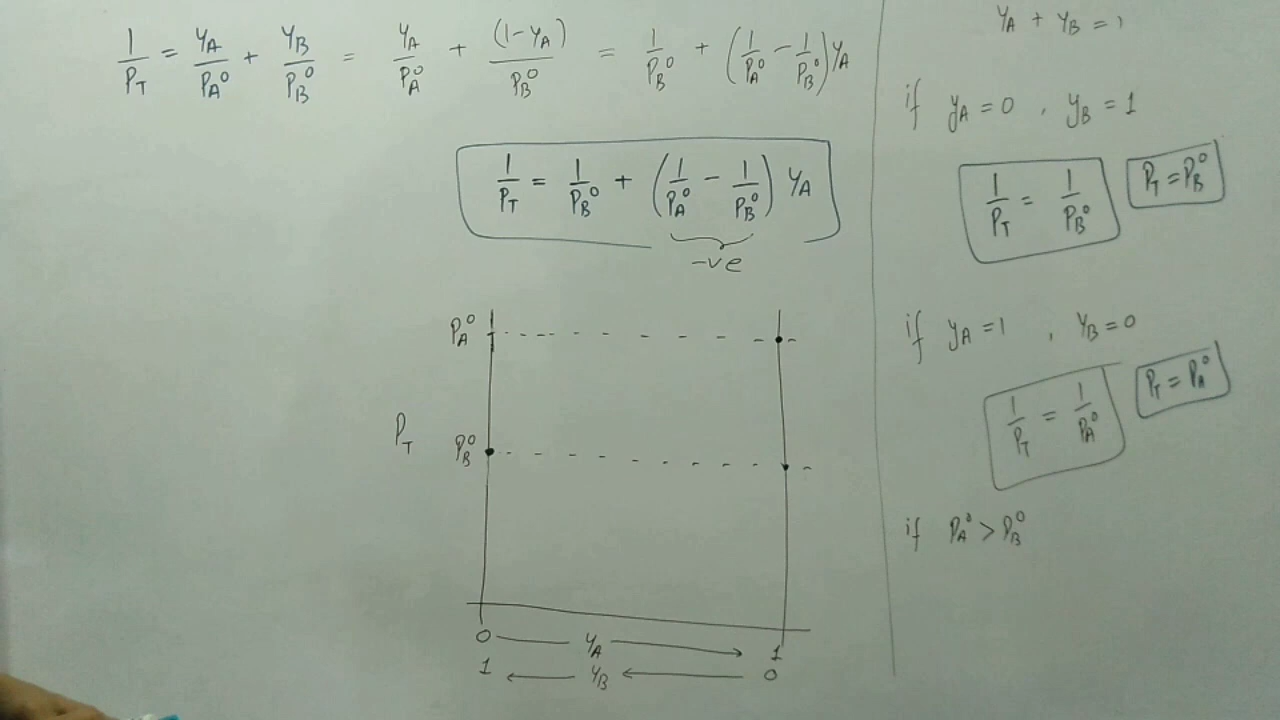 1/P_T = y_A/P_A° + y_B/P_B° = y_A/P_A° + (1-y_A)/P_B° = 1/P_B° + (1/P_A° - 1/P_B°) y_A
1/P_T = 1/P_B° + (1/P_A° - 1/P_B°) y_A
-ve
P_A°
P_T
P_B°
0 y_A 1
1 y_B 0
y_A + y_B = 1
if y_A = 0 , y_B = 1
1/P_T = 1/P_B° P_T = P_B°
if y_A = 1 , y_B = 0
1/P_T = 1/P_A° P_T = P_A°
if P_A° > P_B°